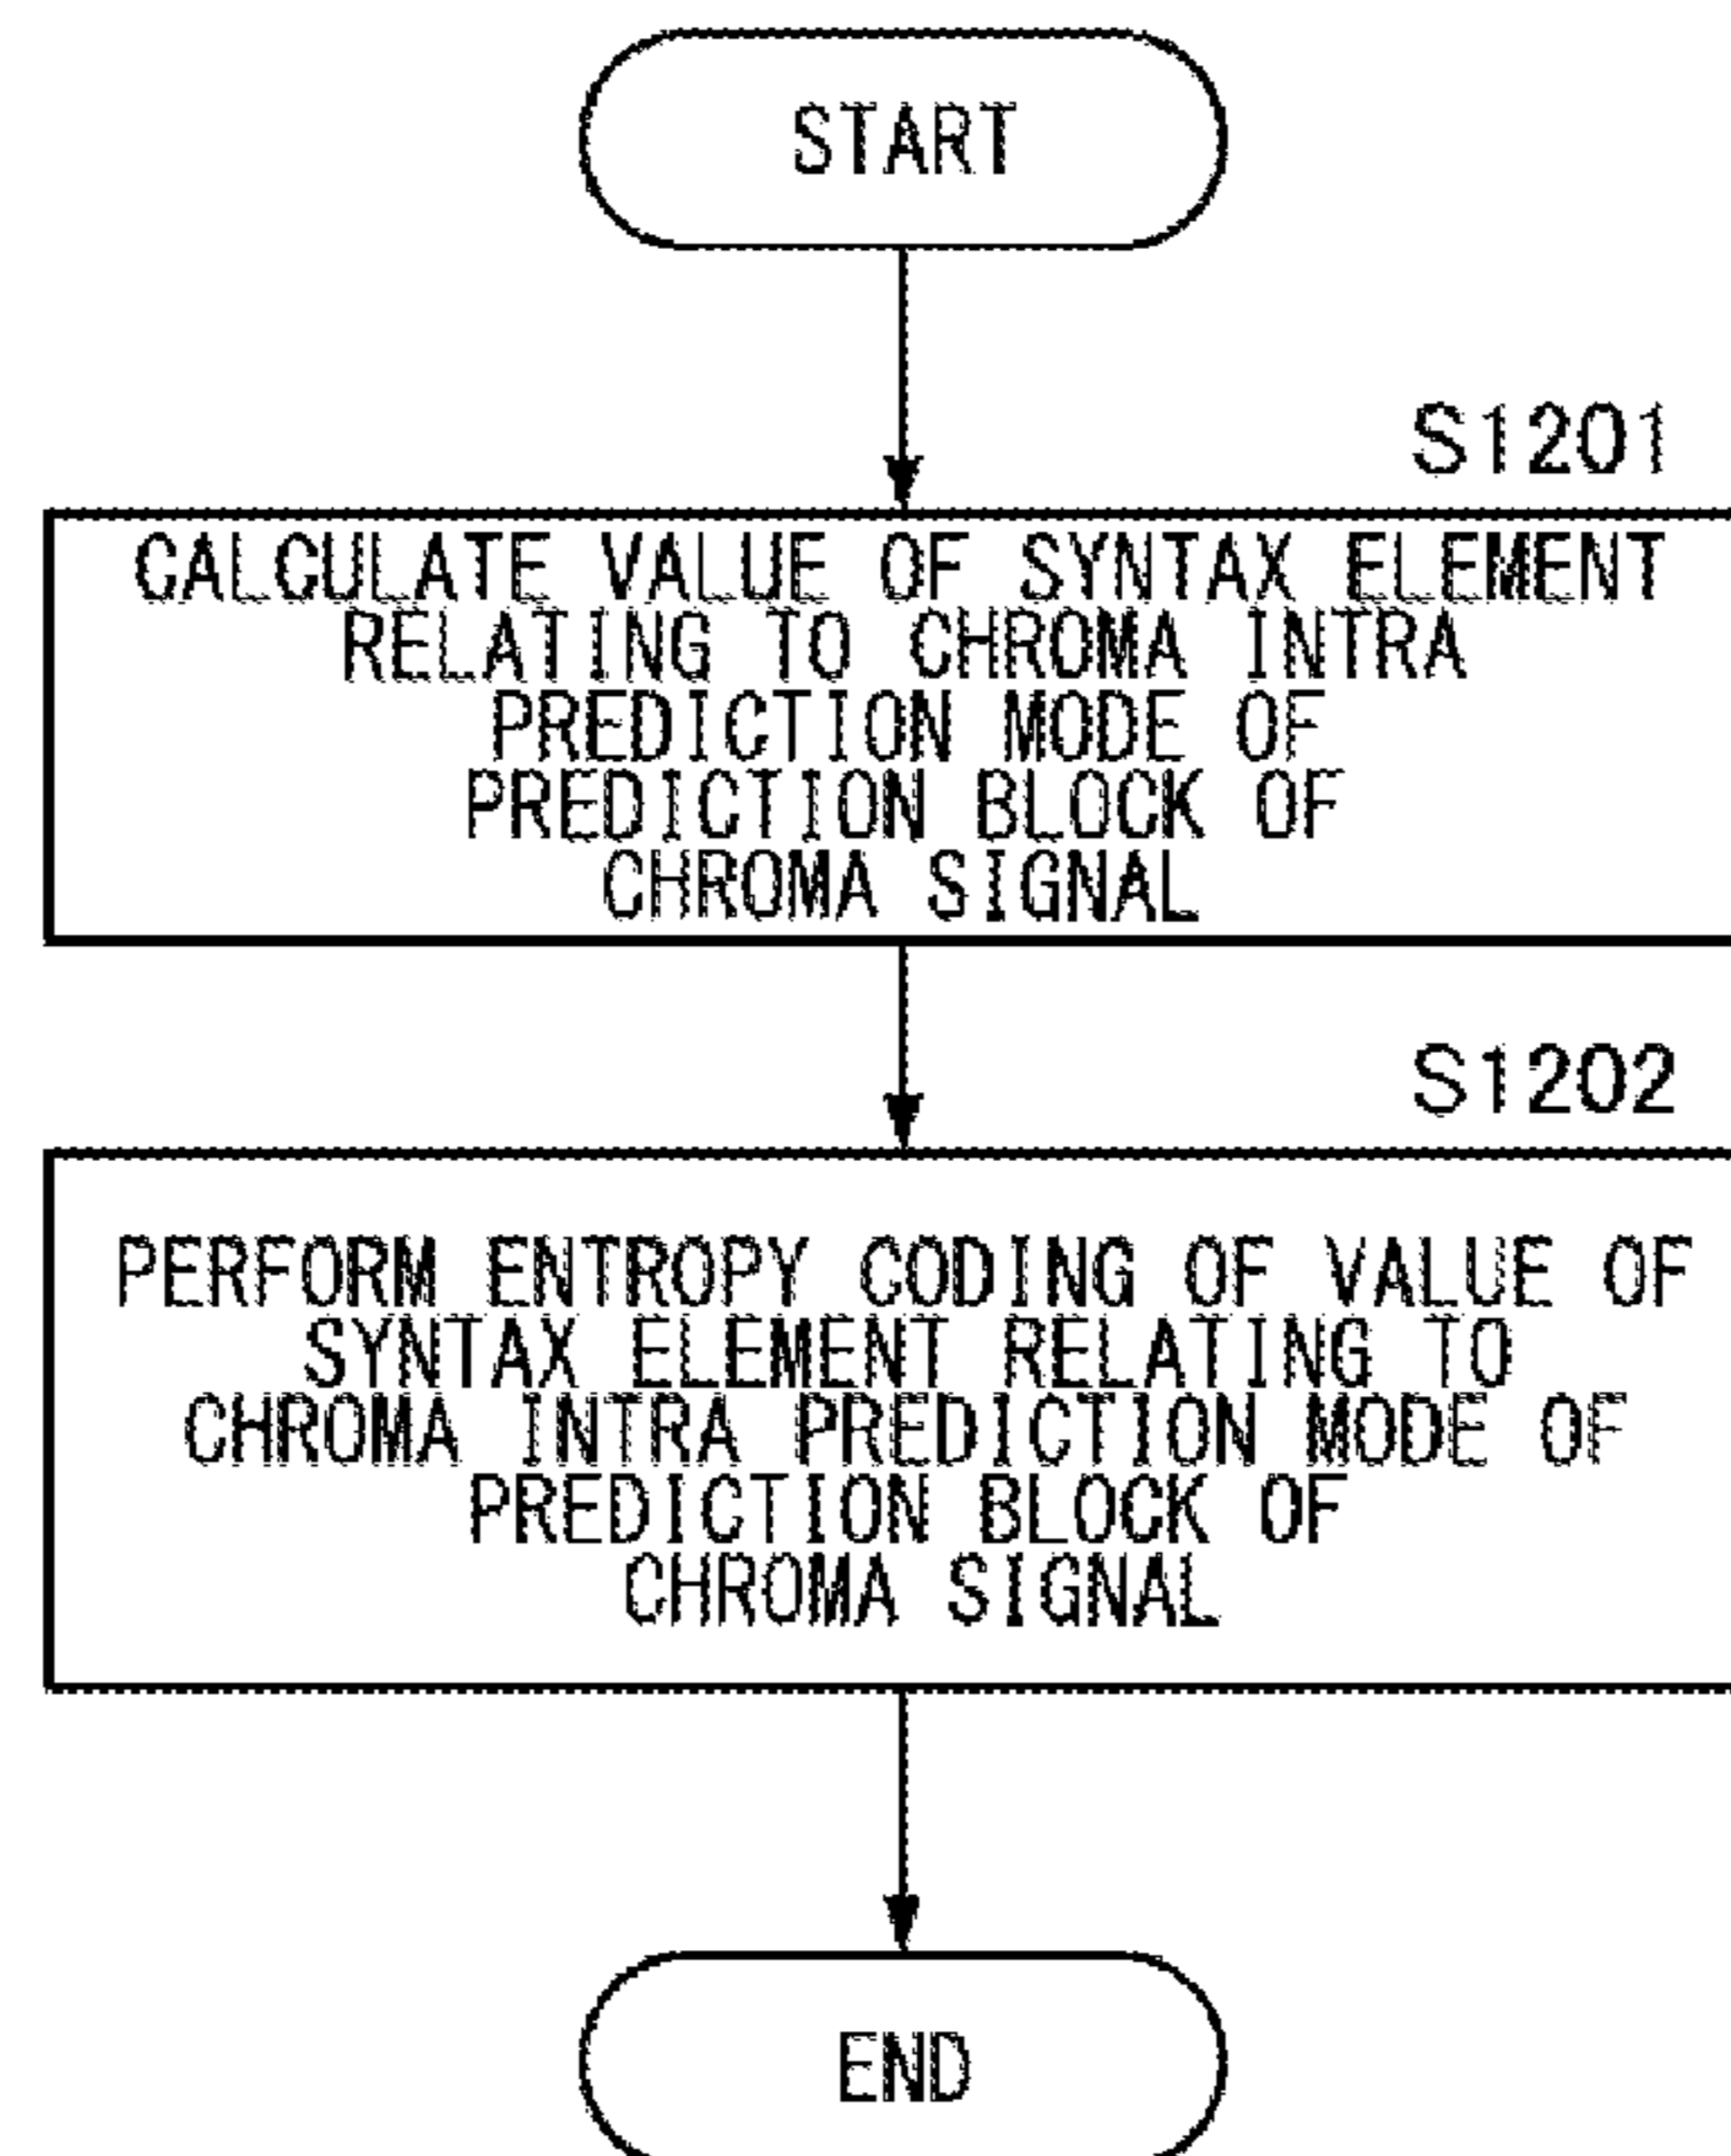 START
S1201
CALCULATE VALUE OF SYNTAX ELEMENT
RELATING TO CHROMA INTRA
PREDICTION MODE OF
PREDICTION BLOCK OF
CHROMA SIGNAL
S1202
PERFORM ENTROPY CODING OF VALUE OF
SYNTAX ELEMENT RELATING TO
CHROMA INTRA PREDICTION MODE OF
PREDICTION BLOCK OF
CHROMA SIGNAL
END